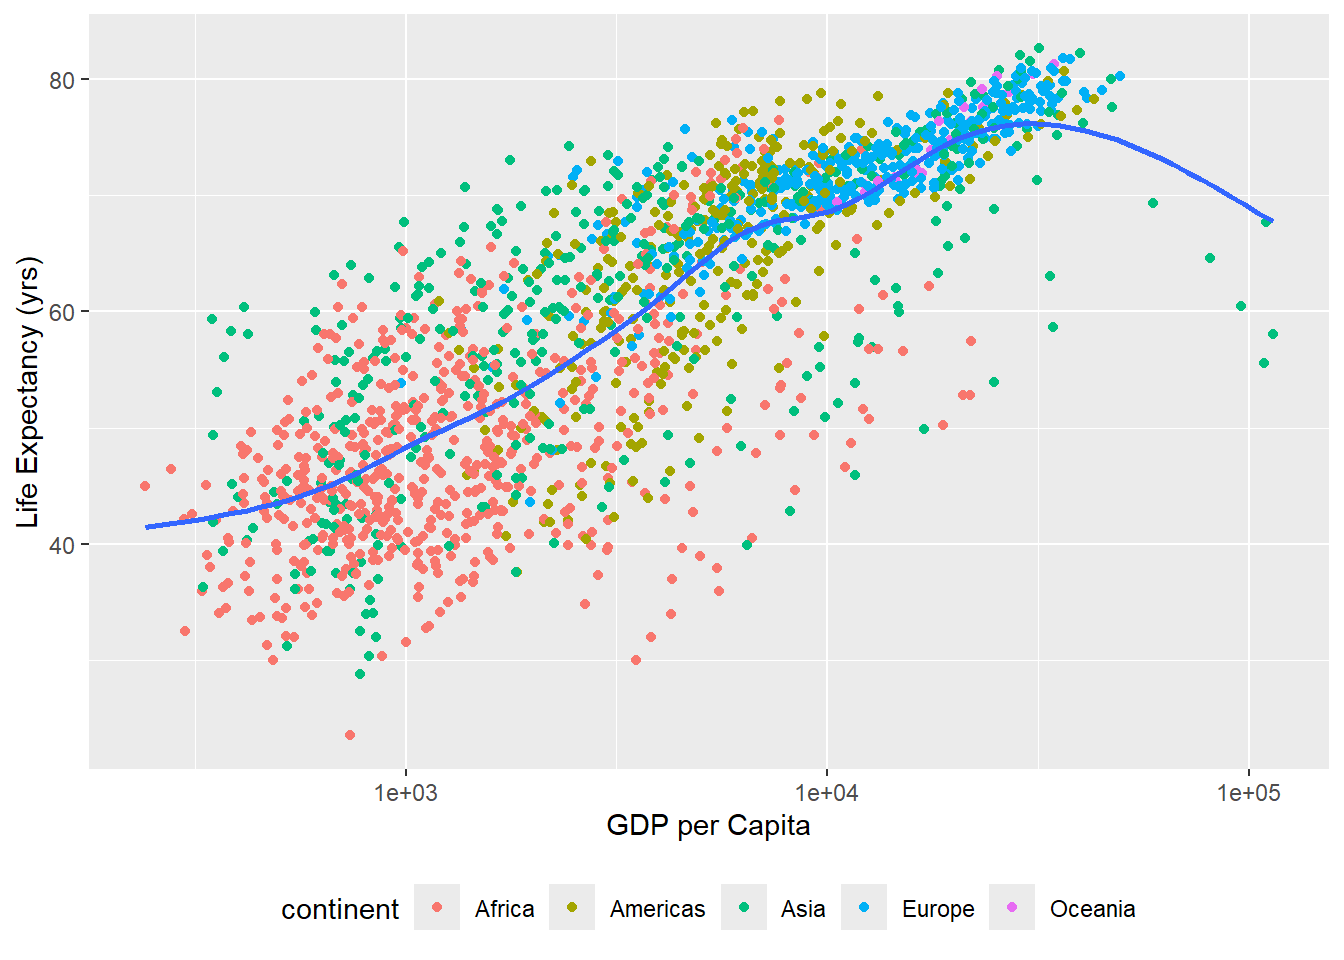 80
60
40
Life Expectancy (yrs)
1e+03 1e+04 1e+05
GDP per Capita
continent Africa Americas Asia Europe Oceania